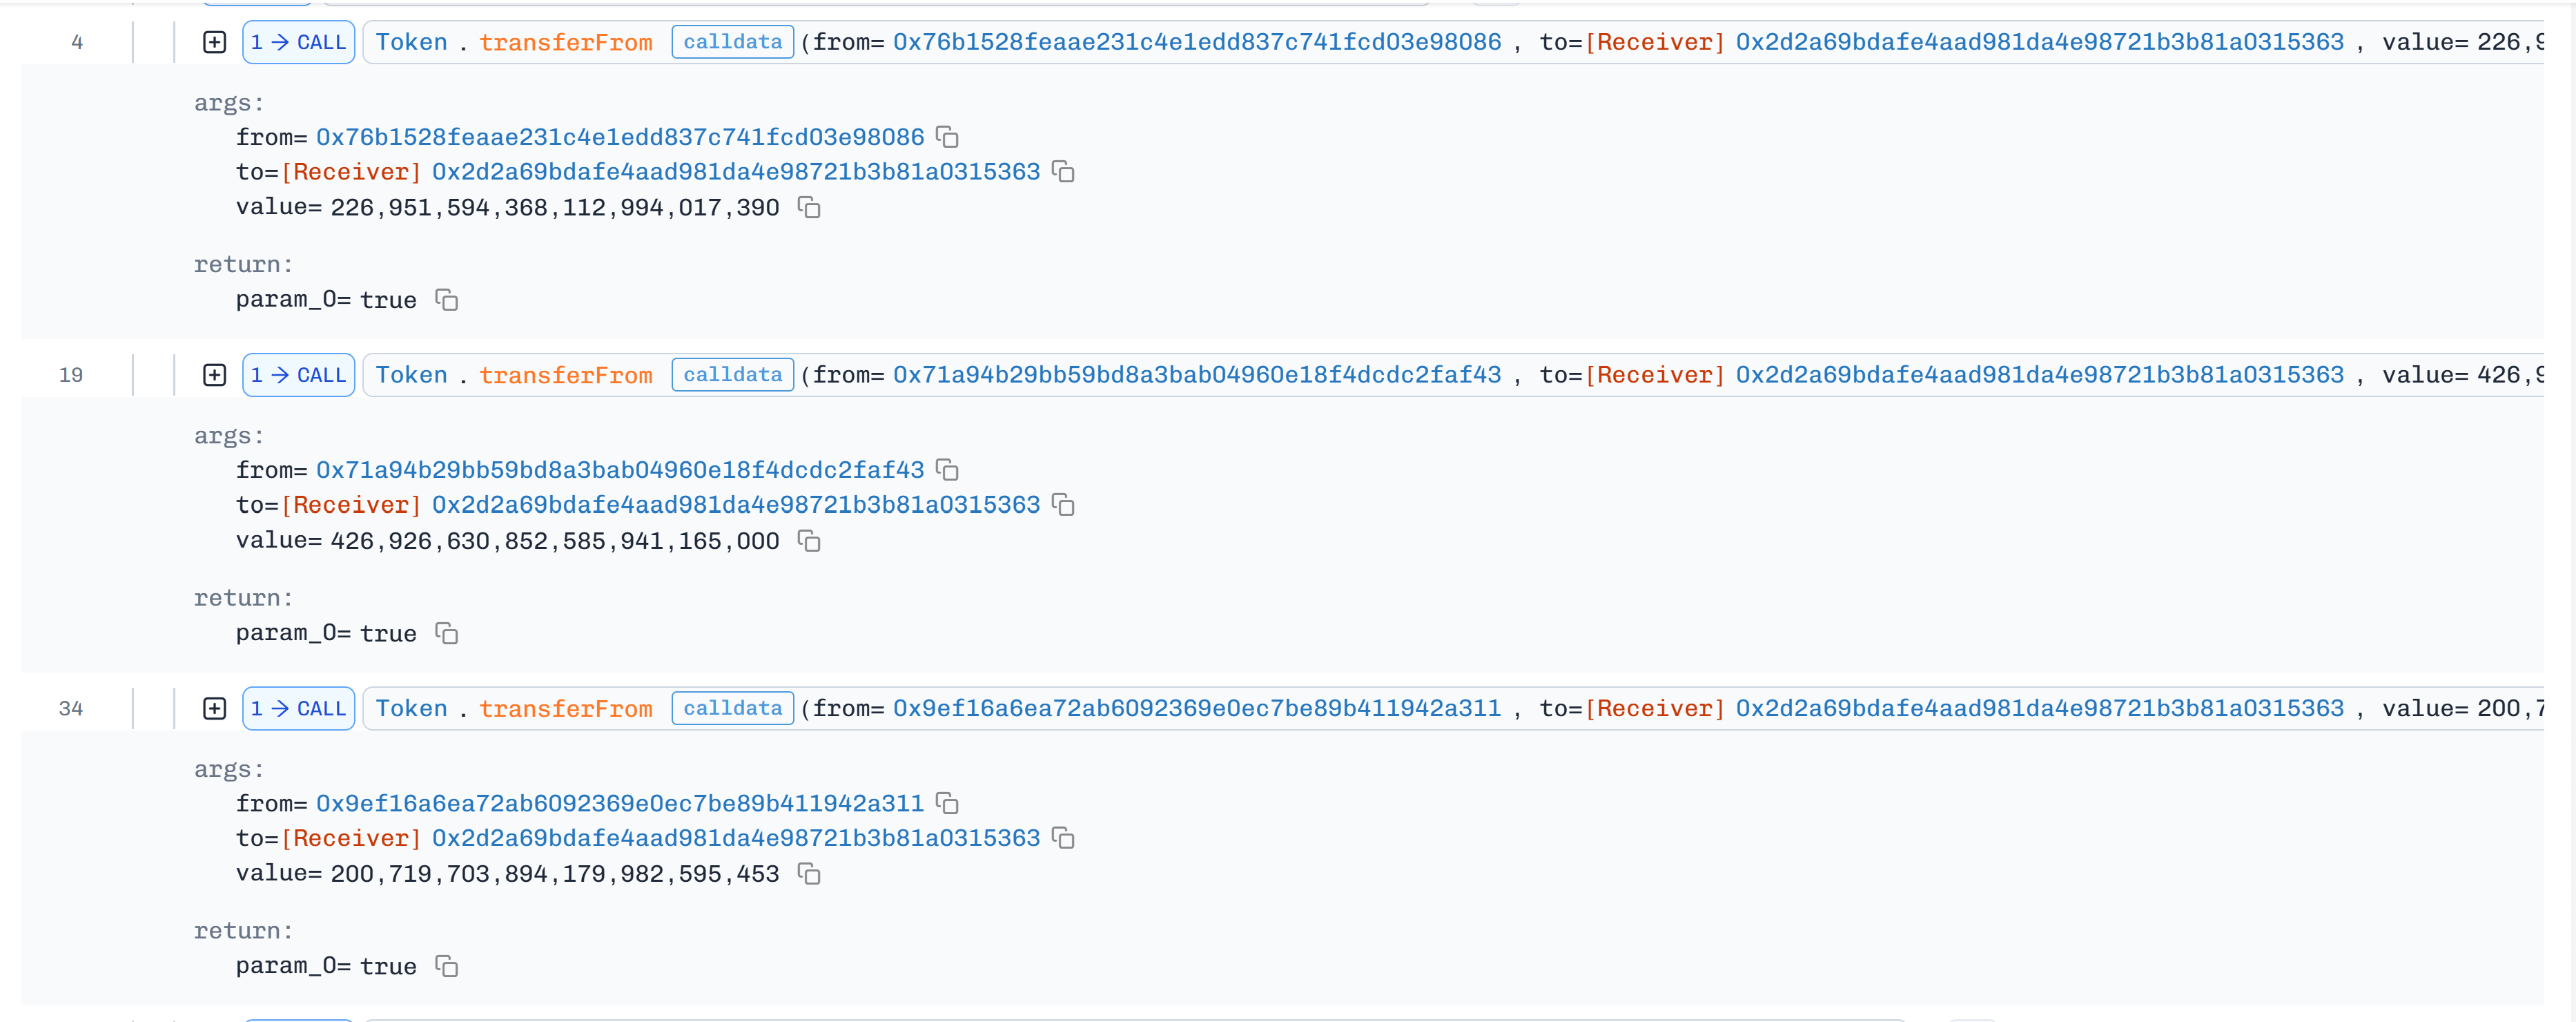 4 1 → CALL Token . transferFrom calldata (from= 0x76b1528feaae231c4e1edd837c741fcd03e98086 , to=[Receiver] 0x2d2a69bdafe4aad981da4e98721b3b81a0315363 , value= 226,9
args:
from= 0x76b1528feaae231c4e1edd837c741fcd03e98086
to=[Receiver] 0x2d2a69bdafe4aad981da4e98721b3b81a0315363
value= 226,951,594,368,112,994,017,390
return:
param_0= true
19 1 → CALL Token . transferFrom calldata (from= 0x71a94b29bb59bd8a3bab04960e18f4dcdc2faf43 , to=[Receiver] 0x2d2a69bdafe4aad981da4e98721b3b81a0315363 , value= 426,9
args:
from= 0x71a94b29bb59bd8a3bab04960e18f4dcdc2faf43
to=[Receiver] 0x2d2a69bdafe4aad981da4e98721b3b81a0315363
value= 426,926,630,852,585,941,165,000
return:
param_0= true
34 1 → CALL Token . transferFrom calldata (from= 0x9ef16a6ea72ab6092369e0ec7be89b411942a311 , to=[Receiver] 0x2d2a69bdafe4aad981da4e98721b3b81a0315363 , value= 200,7
args:
from= 0x9ef16a6ea72ab6092369e0ec7be89b411942a311
to=[Receiver] 0x2d2a69bdafe4aad981da4e98721b3b81a0315363
value= 200,719,703,894,179,982,595,453
return:
param_0= true